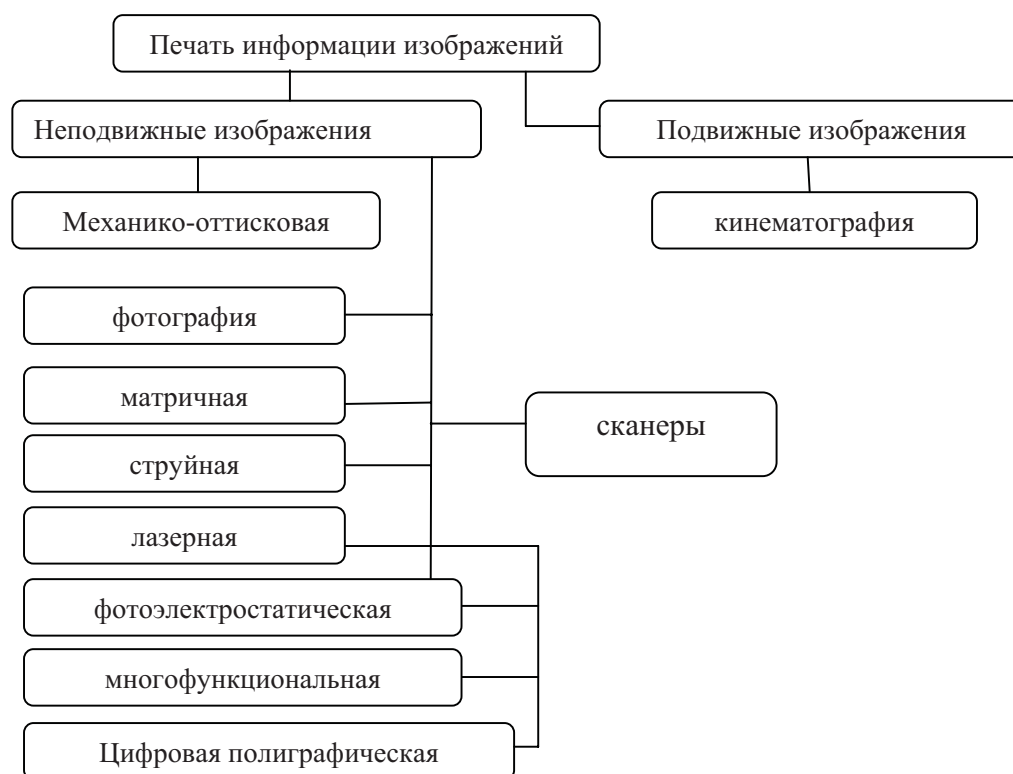 Печать информации изображений
Неподвижные изображения
Подвижные изображения
Механико-оттисковая
кинематография
фотография
матричная
сканеры
струйная
лазерная
фотоэлектростатическая
многофункциональная
Цифровая полиграфическая